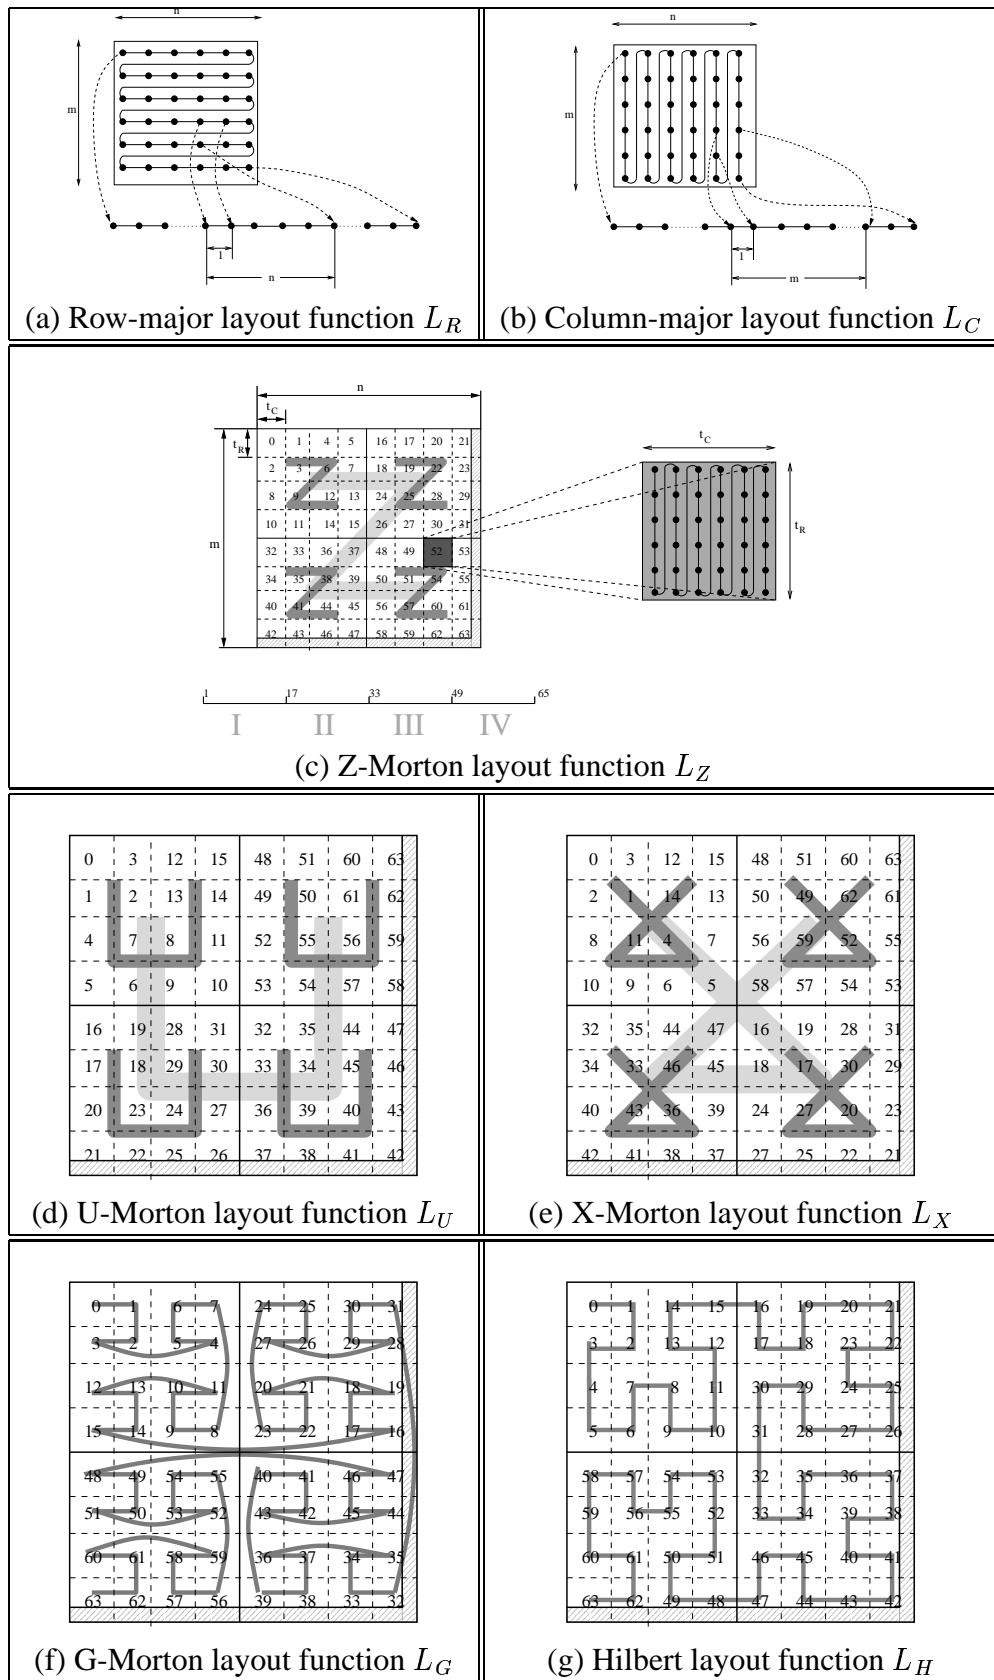 n
m
1
n
(a) Row-major layout function L_R
n
m
1
m
(b) Column-major layout function L_C
n
t_C
t_R
m
0 1 4 5 16 17 20 21
2 3 6 7 18 19 22 23
8 9 12 13 24 25 28 29
10 11 14 15 26 27 30 31
32 33 36 37 48 49 52 53
34 35 38 39 50 51 54 55
40 41 44 45 56 57 60 61
42 43 46 47 58 59 62 63
t_C
t_R
1 17 33 49 65
I II III IV
(c) Z-Morton layout function L_Z
0 3 12 15 48 51 60 63
1 2 13 14 49 50 61 62
4 7 8 11 52 55 56 59
5 6 9 10 53 54 57 58
16 19 28 31 32 35 44 47
17 18 29 30 33 34 45 46
20 23 24 27 36 39 40 43
21 22 25 26 37 38 41 42
(d) U-Morton layout function L_U
0 3 12 15 48 51 60 63
2 1 14 13 50 49 62 61
8 11 4 7 56 59 52 55
10 9 6 5 58 57 54 53
32 35 44 47 16 19 28 31
34 33 46 45 18 17 30 29
40 43 36 39 24 27 20 23
42 41 38 37 27 25 22 21
(e) X-Morton layout function L_X
0 1 6 7 24 25 30 31
3 2 5 4 27 26 29 28
12 13 10 11 20 21 18 19
15 14 9 8 23 22 17 16
48 49 54 55 40 41 46 47
51 50 53 52 43 42 45 44
60 61 58 59 36 37 34 35
63 62 57 56 39 38 33 32
(f) G-Morton layout function L_G
0 1 14 15 16 19 20 21
3 2 13 12 17 18 23 22
4 7 8 11 30 29 24 25
5 6 9 10 31 28 27 26
58 57 54 53 32 35 36 37
59 56 55 52 33 34 39 38
60 61 50 51 46 45 40 41
63 62 49 48 47 44 43 42
(g) Hilbert layout function L_H